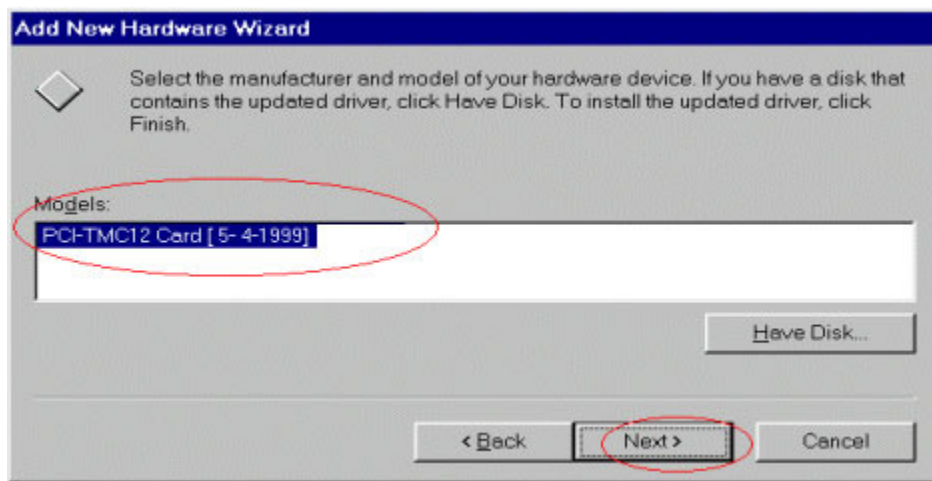 Add New Hardware Wizard
Select the manufacturer and model of your hardware device. If you have a disk that
contains the updated driver, click Have Disk. To install the updated driver, click
Finish.
Models:
PCI-TMC12 Card [ 5- 4-1999]
Have Disk...
< Back
Next >
Cancel